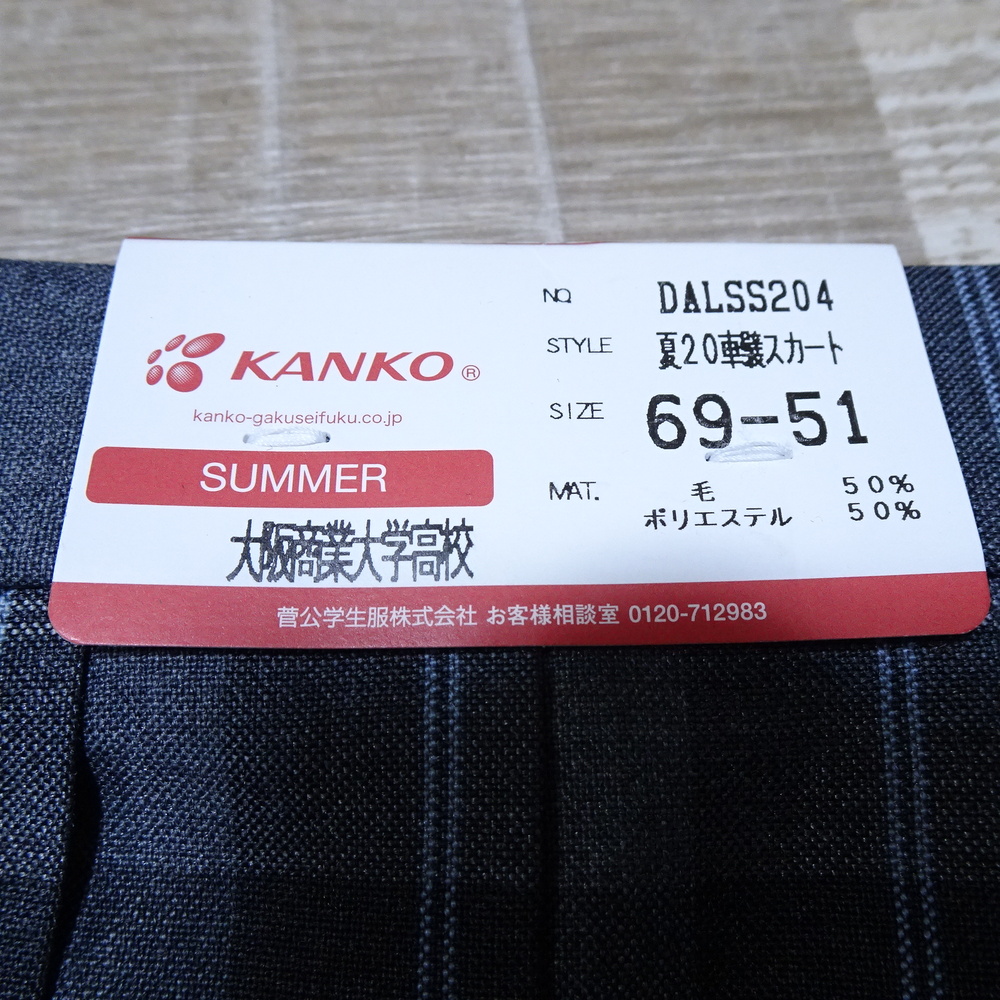 KANKO®
kanko-gakuseifuku.co.jp
SUMMER
大阪商業大学高校
NO. DALSS204
STYLE 夏20車襞スカート
SIZE 69-51
MAT. 毛 50%
ポリエステル 50%
菅公学生服株式会社 お客様相談室 0120-712983